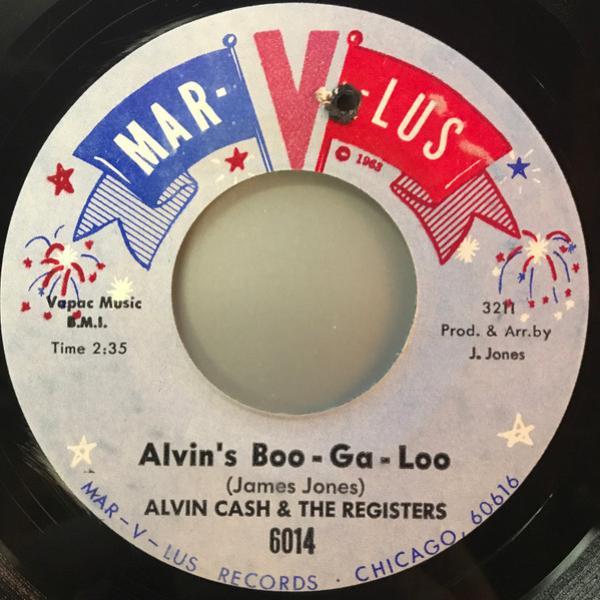 MAR-V-LUS
© 1963
Vapac Music
B.M.I.
Time 2:35
3211
Prod. & Arr.by
J. Jones
Alvin's Boo-Ga-Loo
(James Jones)
ALVIN CASH & THE REGISTERS
6014
MAR-V-LUS RECORDS · CHICAGO, 60616